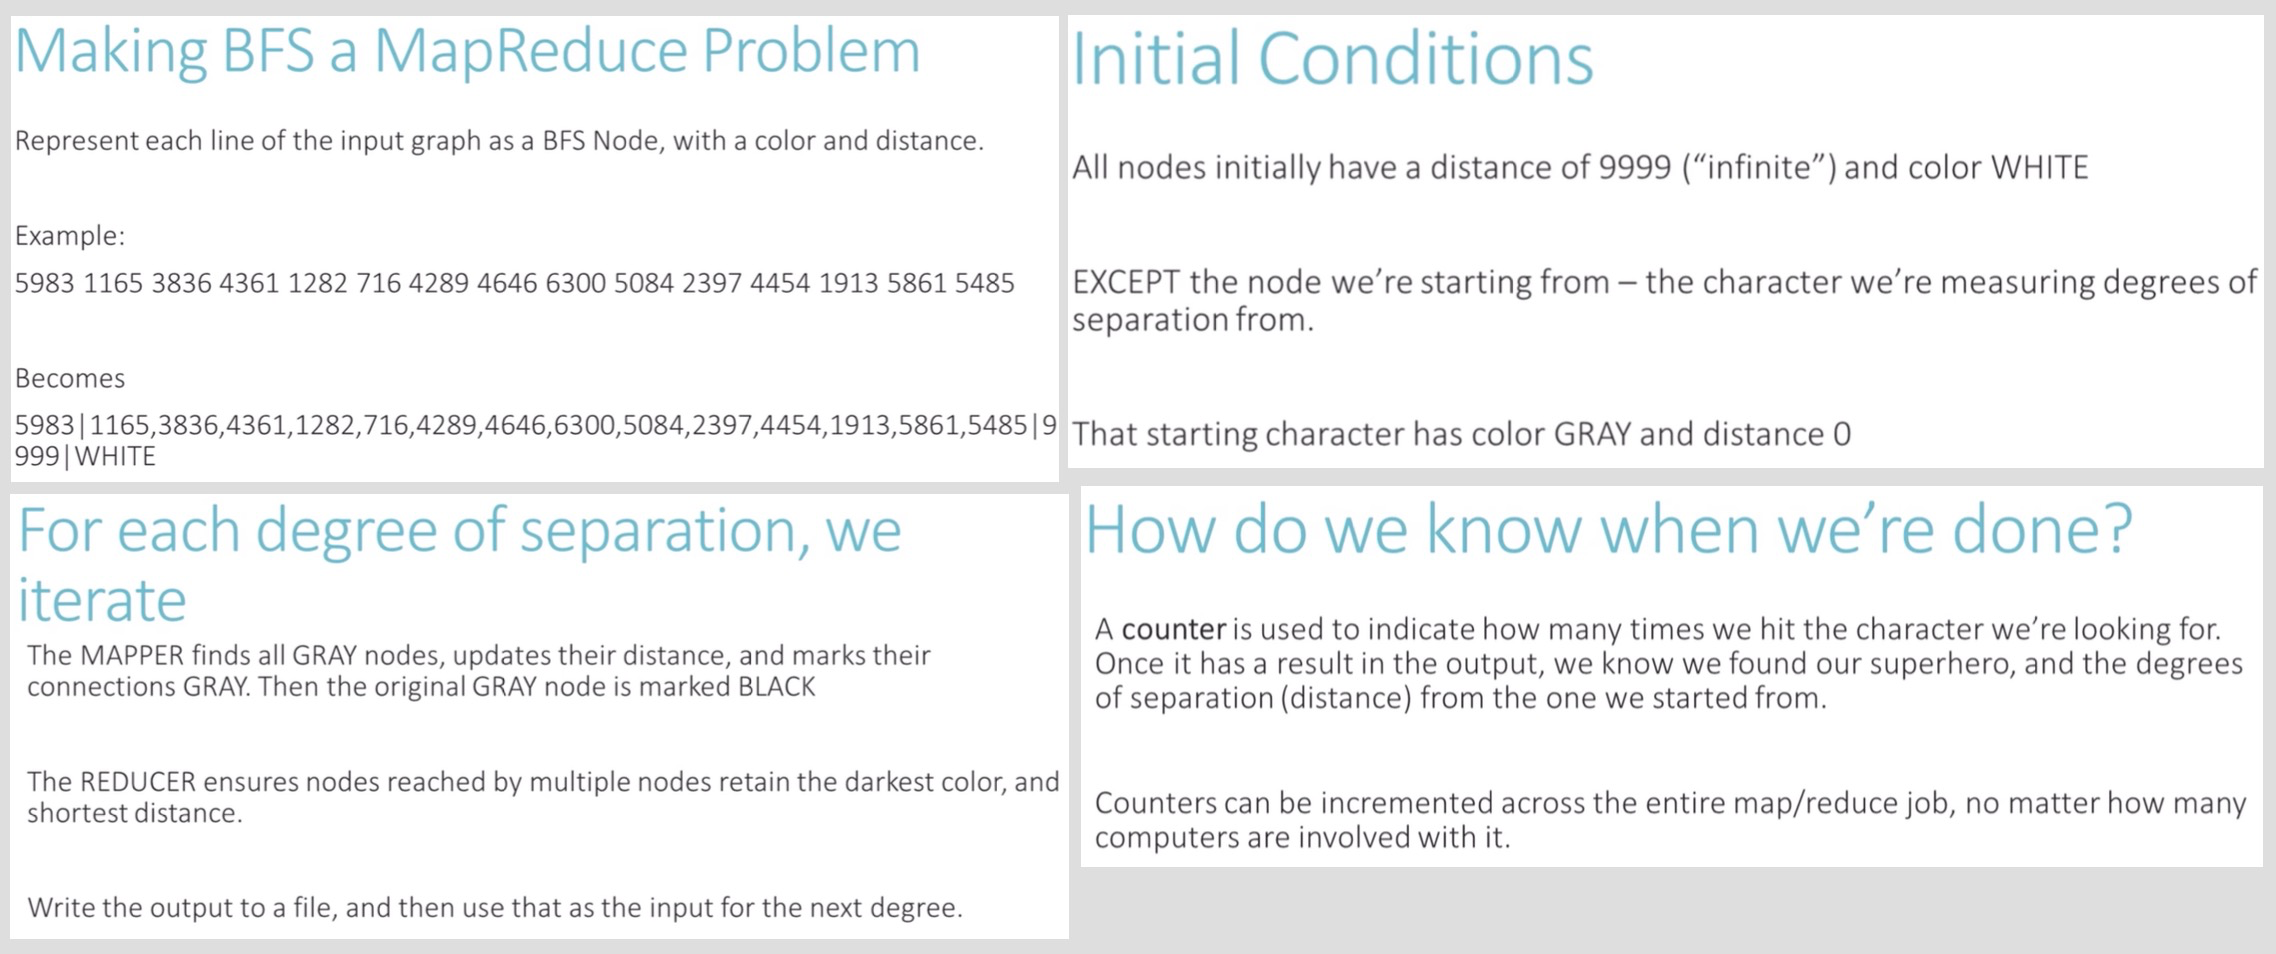 Making BFS a MapReduce Problem
Represent each line of the input graph as a BFS Node, with a color and distance.
Example:
5983 1165 3836 4361 1282 716 4289 4646 6300 5084 2397 4454 1913 5861 5485
Becomes
5983|1165,3836,4361,1282,716,4289,4646,6300,5084,2397,4454,1913,5861,5485|9
999|WHITE
Initial Conditions
All nodes initially have a distance of 9999 (“infinite”) and color WHITE
EXCEPT the node we’re starting from – the character we’re measuring degrees of
separation from.
That starting character has color GRAY and distance 0
For each degree of separation, we
iterate
The MAPPER finds all GRAY nodes, updates their distance, and marks their
connections GRAY. Then the original GRAY node is marked BLACK
The REDUCER ensures nodes reached by multiple nodes retain the darkest color, and
shortest distance.
Write the output to a file, and then use that as the input for the next degree.
How do we know when we’re done?
A counter is used to indicate how many times we hit the character we’re looking for.
Once it has a result in the output, we know we found our superhero, and the degrees
of separation (distance) from the one we started from.
Counters can be incremented across the entire map/reduce job, no matter how many
computers are involved with it.